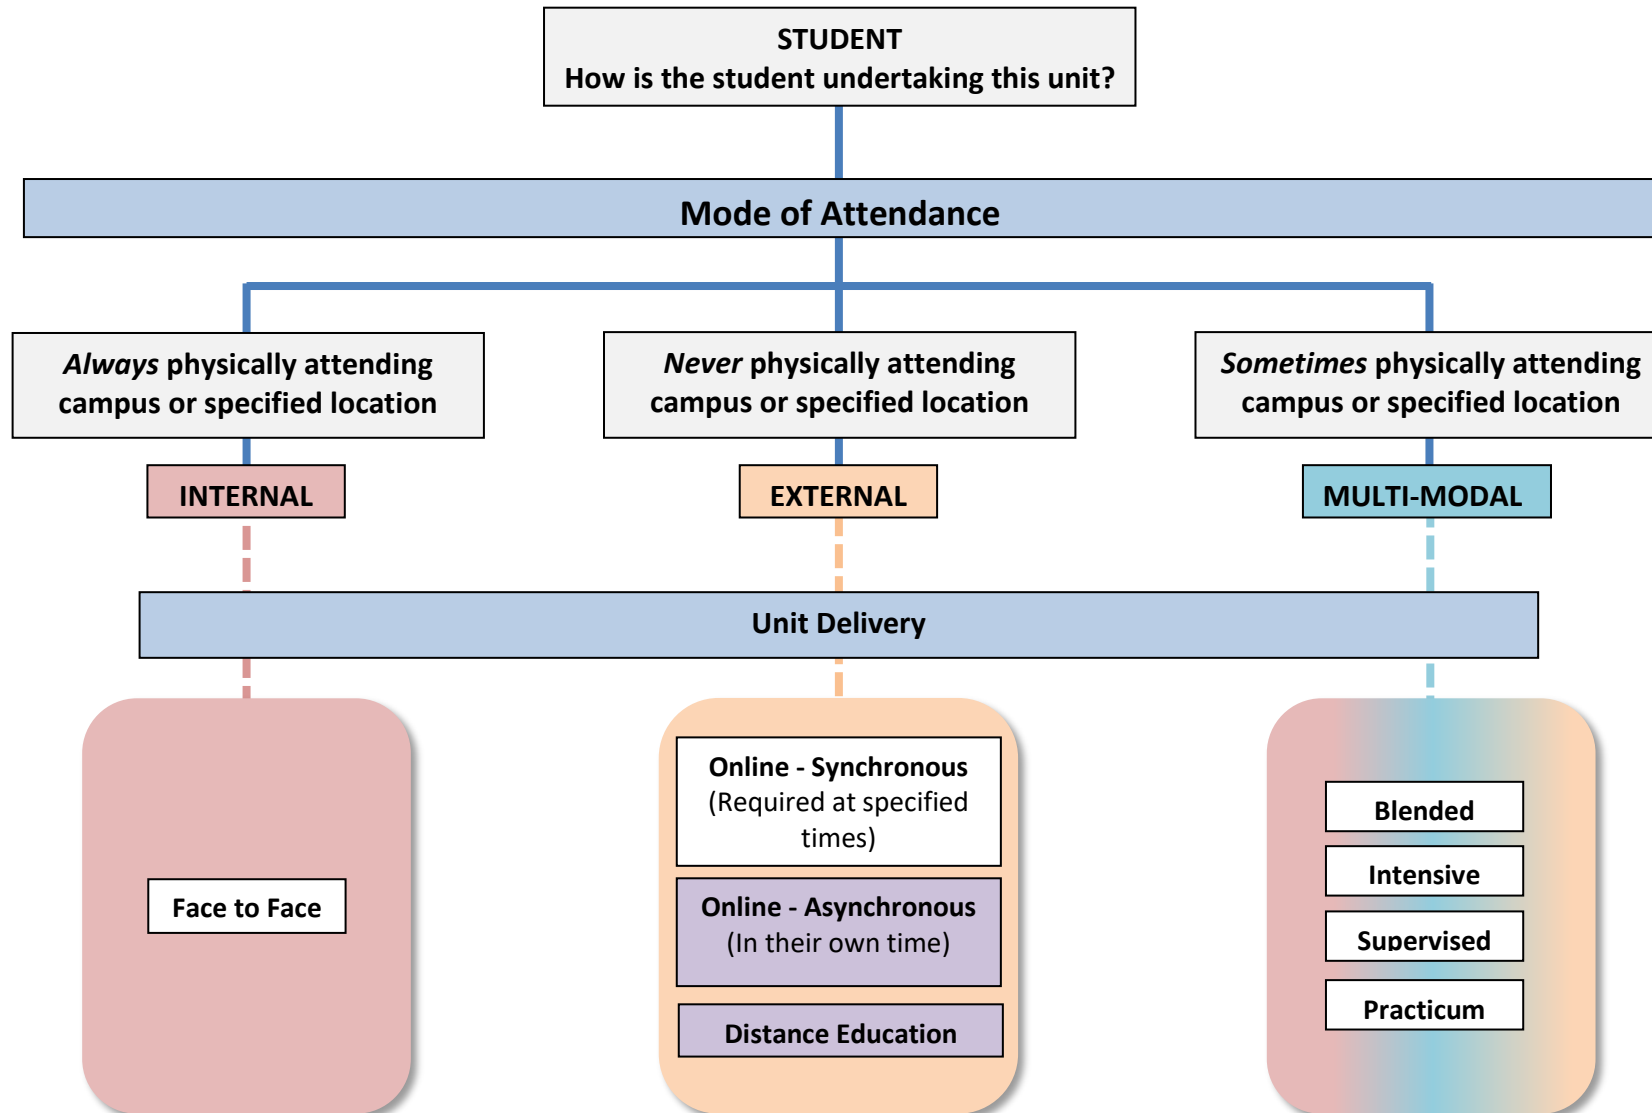 STUDENT
How is the student undertaking this unit?
Mode of Attendance
Always physically attending
campus or specified location
Never physically attending
campus or specified location
Sometimes physically attending
campus or specified location
INTERNAL
EXTERNAL
MULTI-MODAL
Unit Delivery
Face to Face
Online - Synchronous
(Required at specified
times)
Online - Asynchronous
(In their own time)
Distance Education
Blended
Intensive
Supervised
Practicum